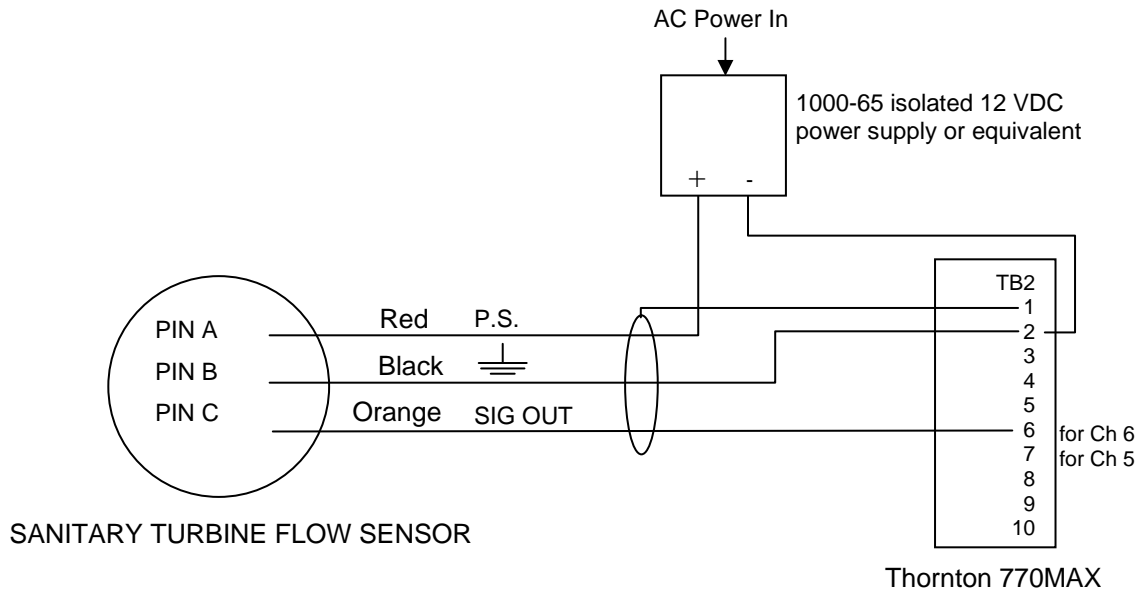 AC Power In
1000-65 isolated 12 VDC
power supply or equivalent
+ -
TB2
1
2
3
4
5
6 for Ch 6
7 for Ch 5
8
9
10
PIN A Red P.S.
PIN B Black
PIN C Orange SIG OUT
SANITARY TURBINE FLOW SENSOR
Thornton 770MAX